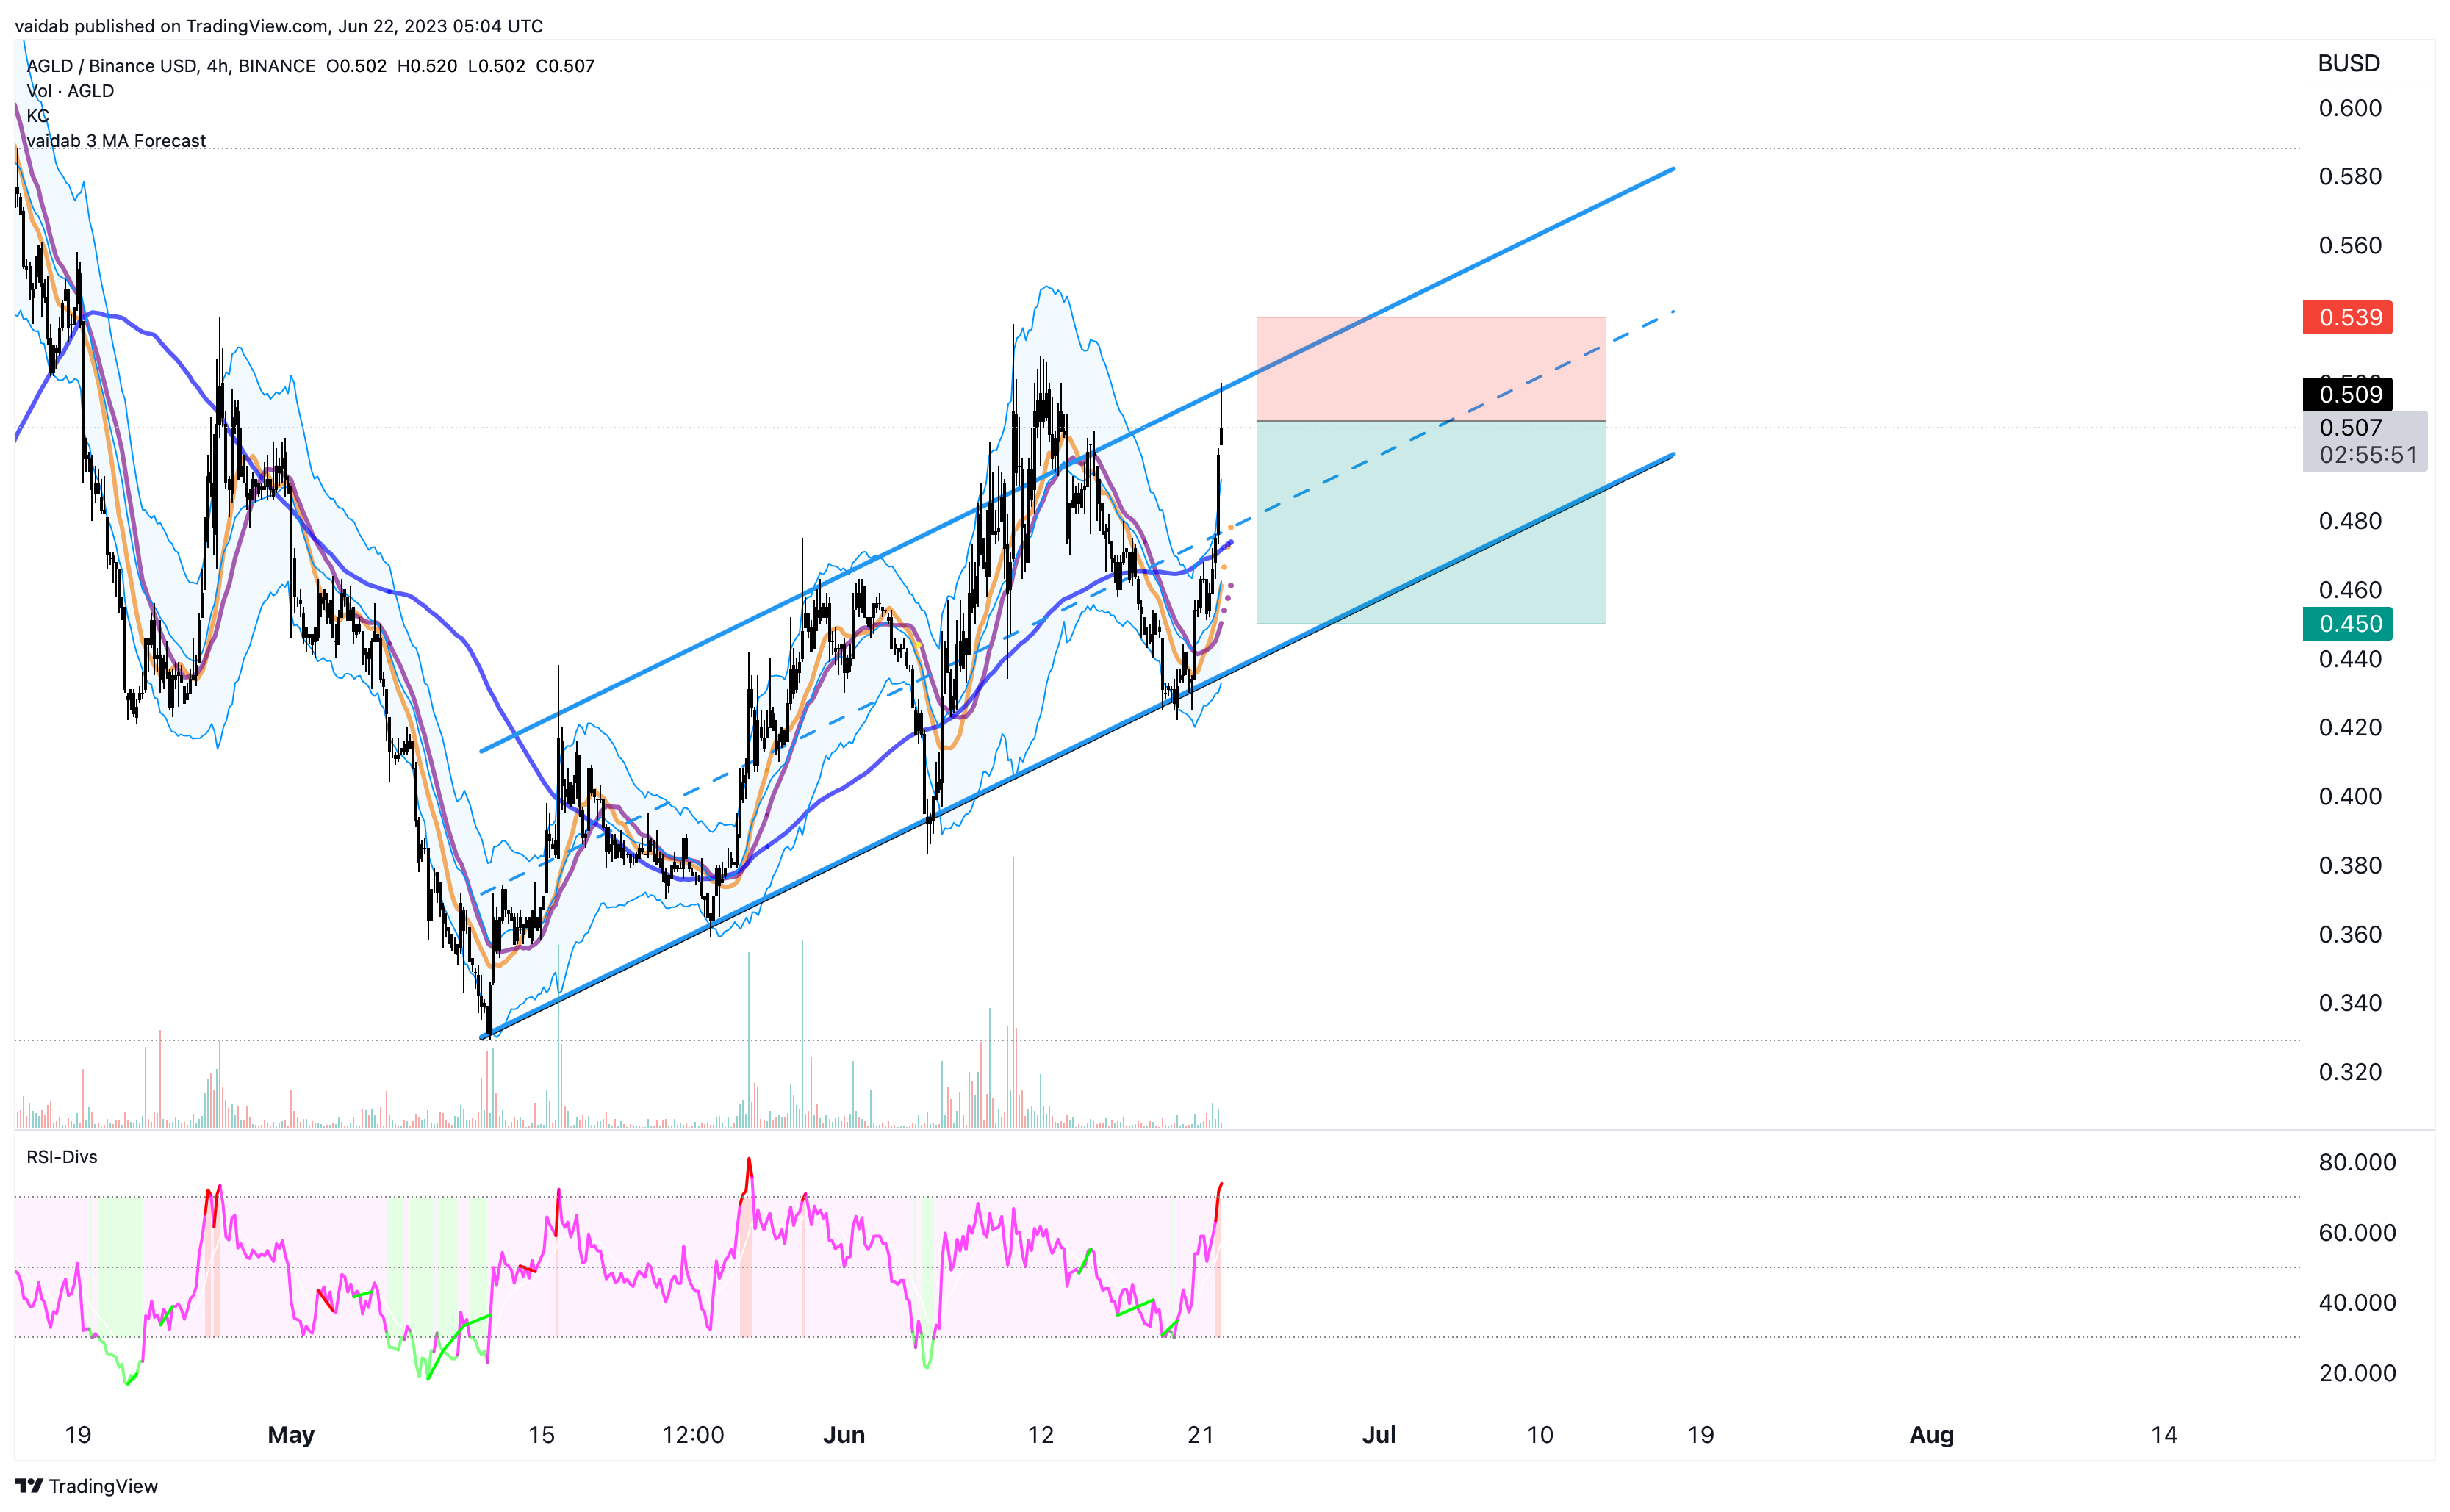 vaidab published on TradingView.com, Jun 22, 2023 05:04 UTC
AGLD / Binance USD, 4h, BINANCE O0.502 H0.520 L0.502 C0.507
Vol · AGLD
KC
vaidab 3 MA Forecast
BUSD
0.600
0.580
0.560
0.539
0.509
0.507
02:55:51
0.480
0.460
0.450
0.440
0.420
0.400
0.380
0.360
0.340
0.320
RSI-Divs
80.000
60.000
40.000
20.000
19 May 15 12:00 Jun 12 21 Jul 10 19 Aug 14
TradingView